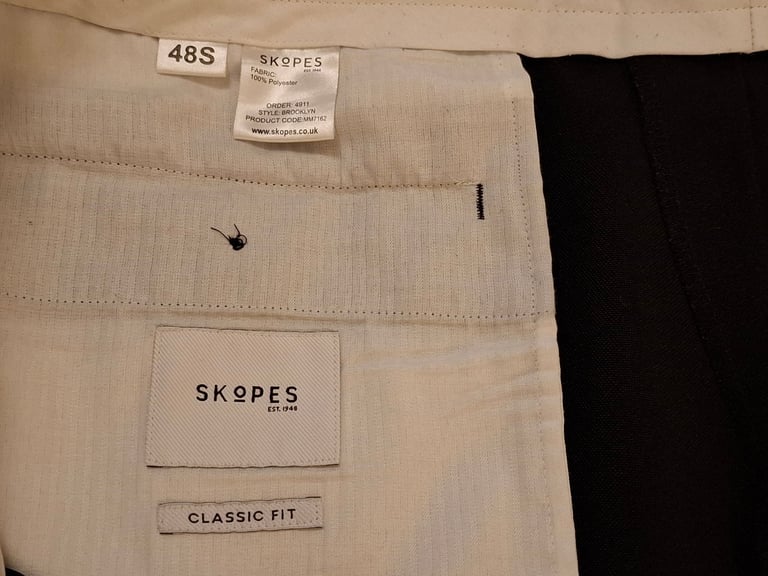 48S
SKOPES
EST. 1948
FABRIC:
100% Polyester
ORDER: 4911
STYLE: BROOKLYN
PRODUCT CODE:MM7162
www.skopes.co.uk
SKOPES
EST. 1948
CLASSIC FIT